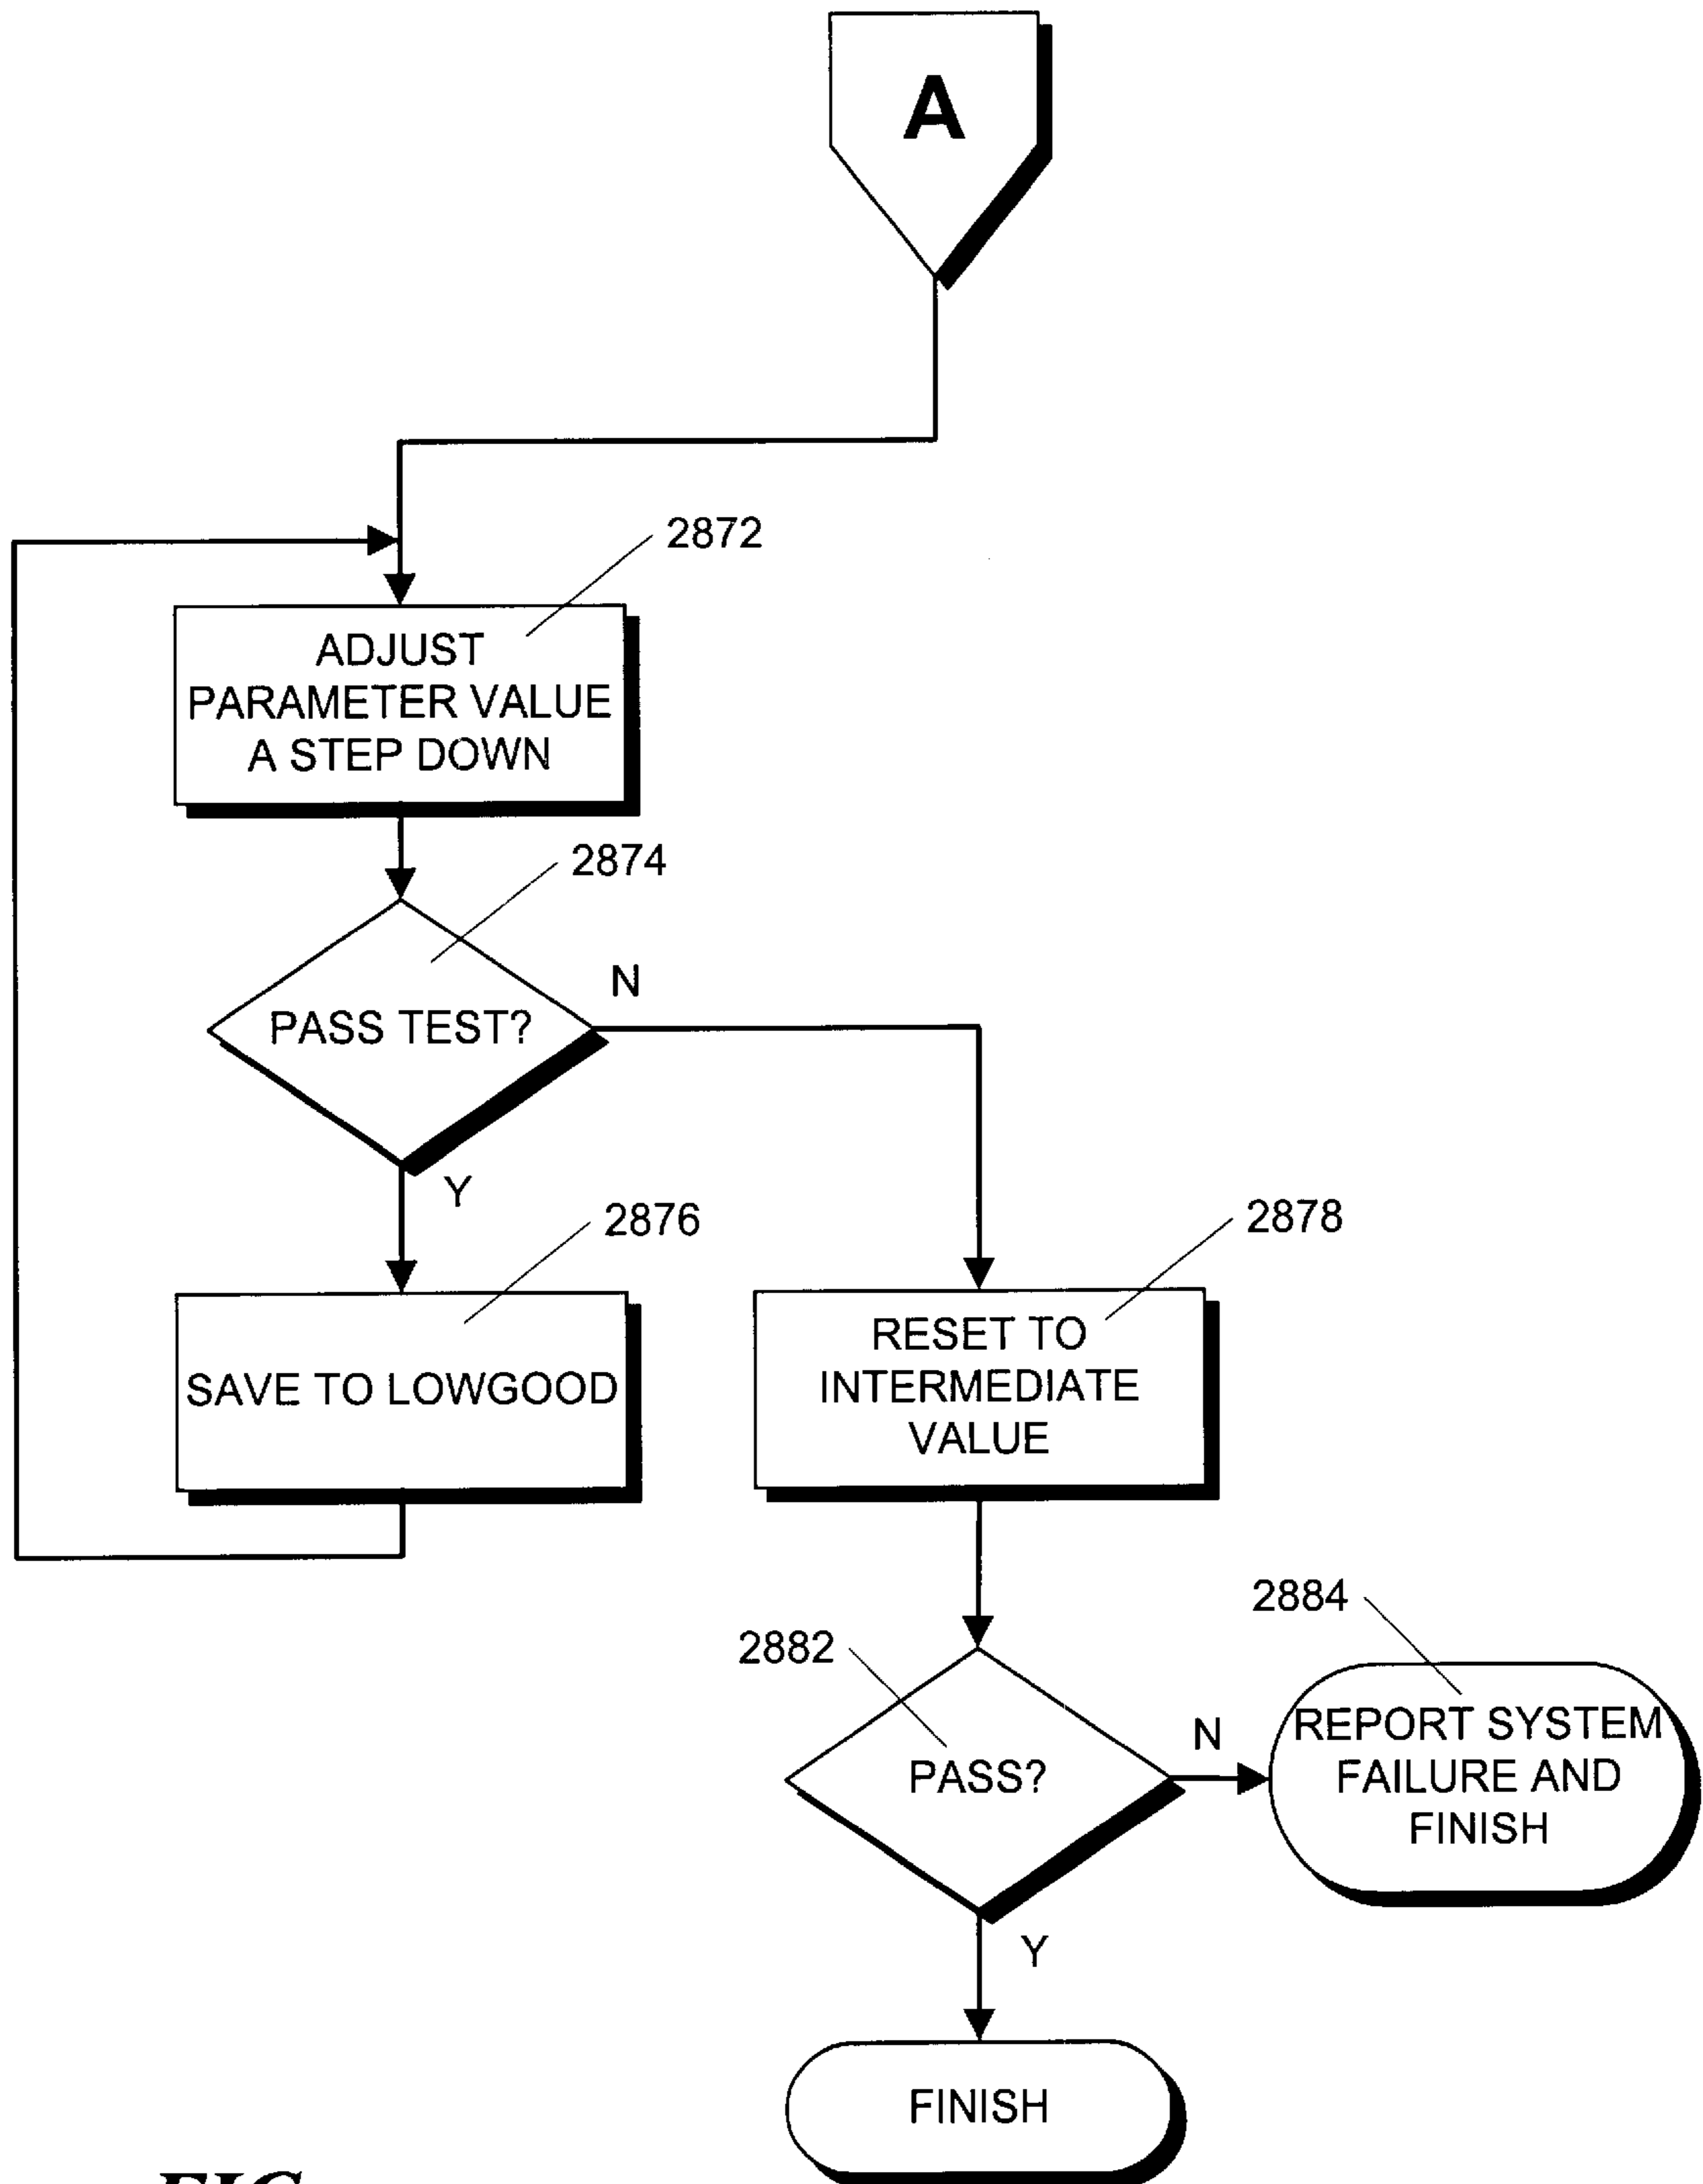 A
2872
ADJUST
PARAMETER VALUE
A STEP DOWN
2874
N
PASS TEST?
Y
2876
2878
SAVE TO LOWGOOD
RESET TO
INTERMEDIATE
VALUE
2884
2882
N
REPORT SYSTEM
FAILURE AND
FINISH
PASS?
Y
FINISH